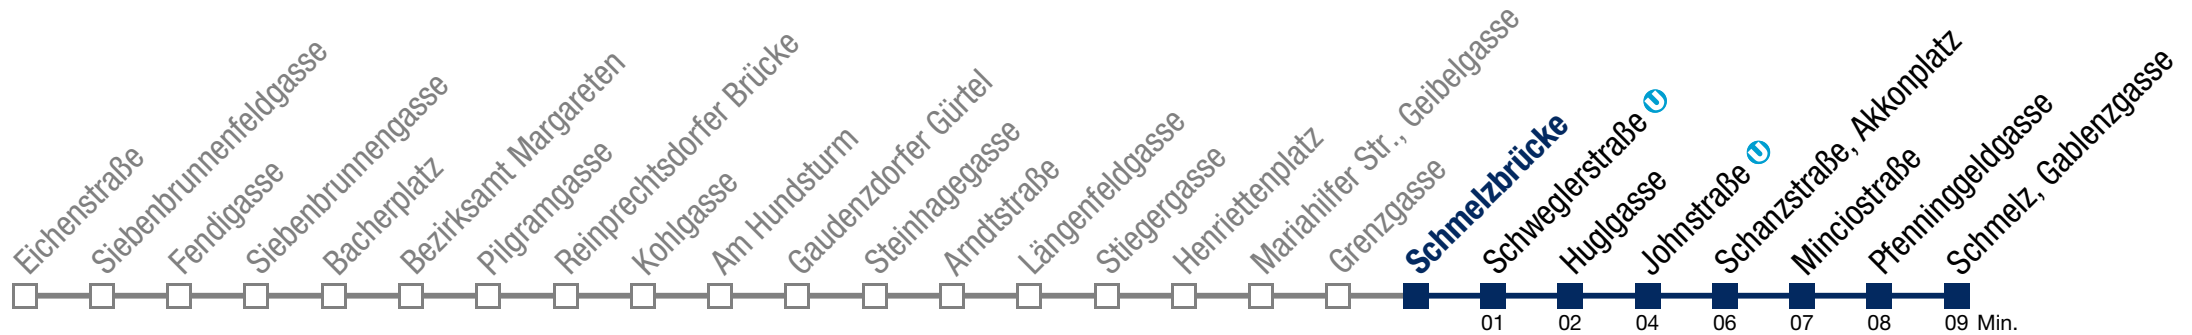 Eichenstraße
Siebenbrunnenfeldgasse
Fendigasse
Siebenbrunnengasse
Bacherplatz
Bezirksamt Margareten
Pilgramgasse
Reinprechtsdorfer Brücke
Kohlgasse
Am Hundsturm
Gaudenzdorfer Gürtel
Steinhagegasse
Arndtstraße
Längenfeldgasse
Stiegergasse
Henriettenplatz
Mariahilfer Str., Geibelgasse
Grenzgasse
Schmelzbrücke
Schweglerstraße U
Huglgasse
Johnstraße U
Schanzstraße, Akkonplatz
Minciostraße
Pfenninggeldgasse
Schmelz, Gablenzgasse
01 02 04 06 07 08 09 Min.